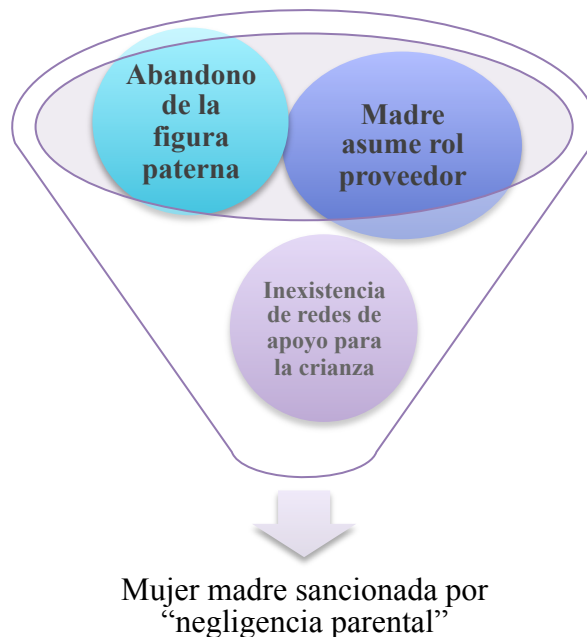 Abandono
de la
figura
paterna
Madre
asume rol
proveedor
Inexistencia
de redes de
apoyo para
la crianza
Mujer madre sancionada por
“negligencia parental”